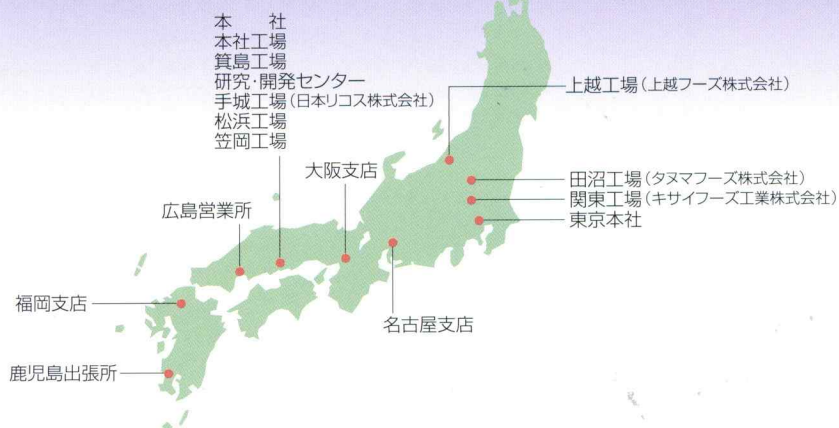 本　　社
本社工場
箕島工場
研究・開発センター
手城工場（日本リコス株式会社）
松浜工場
笠岡工場
上越工場（上越フーズ株式会社）
大阪支店
田沼工場（タヌマフーズ株式会社）
関東工場（キサイフーズ工業株式会社）
東京本社
広島営業所
福岡支店
名古屋支店
鹿児島出張所